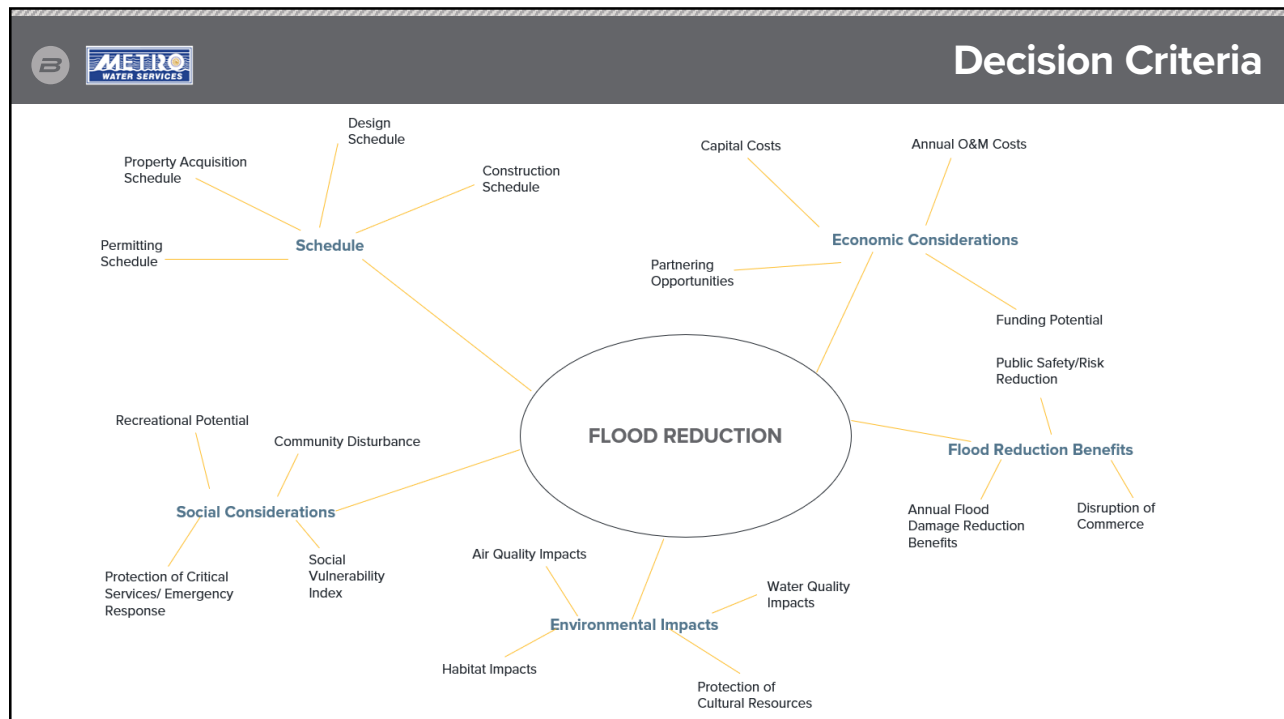 B
METRO
WATER SERVICES
Decision Criteria
Design
Schedule
Property Acquisition
Schedule
Construction
Schedule
Permitting
Schedule
Schedule
Capital Costs
Annual O&M Costs
Economic Considerations
Partnering
Opportunities
Funding Potential
Public Safety/Risk
Reduction
FLOOD REDUCTION
Flood Reduction Benefits
Annual Flood
Damage Reduction
Benefits
Disruption of
Commerce
Recreational Potential
Community Disturbance
Social Considerations
Protection of Critical
Services/ Emergency
Response
Social
Vulnerability
Index
Air Quality Impacts
Water Quality
Impacts
Environmental Impacts
Habitat Impacts
Protection of
Cultural Resources